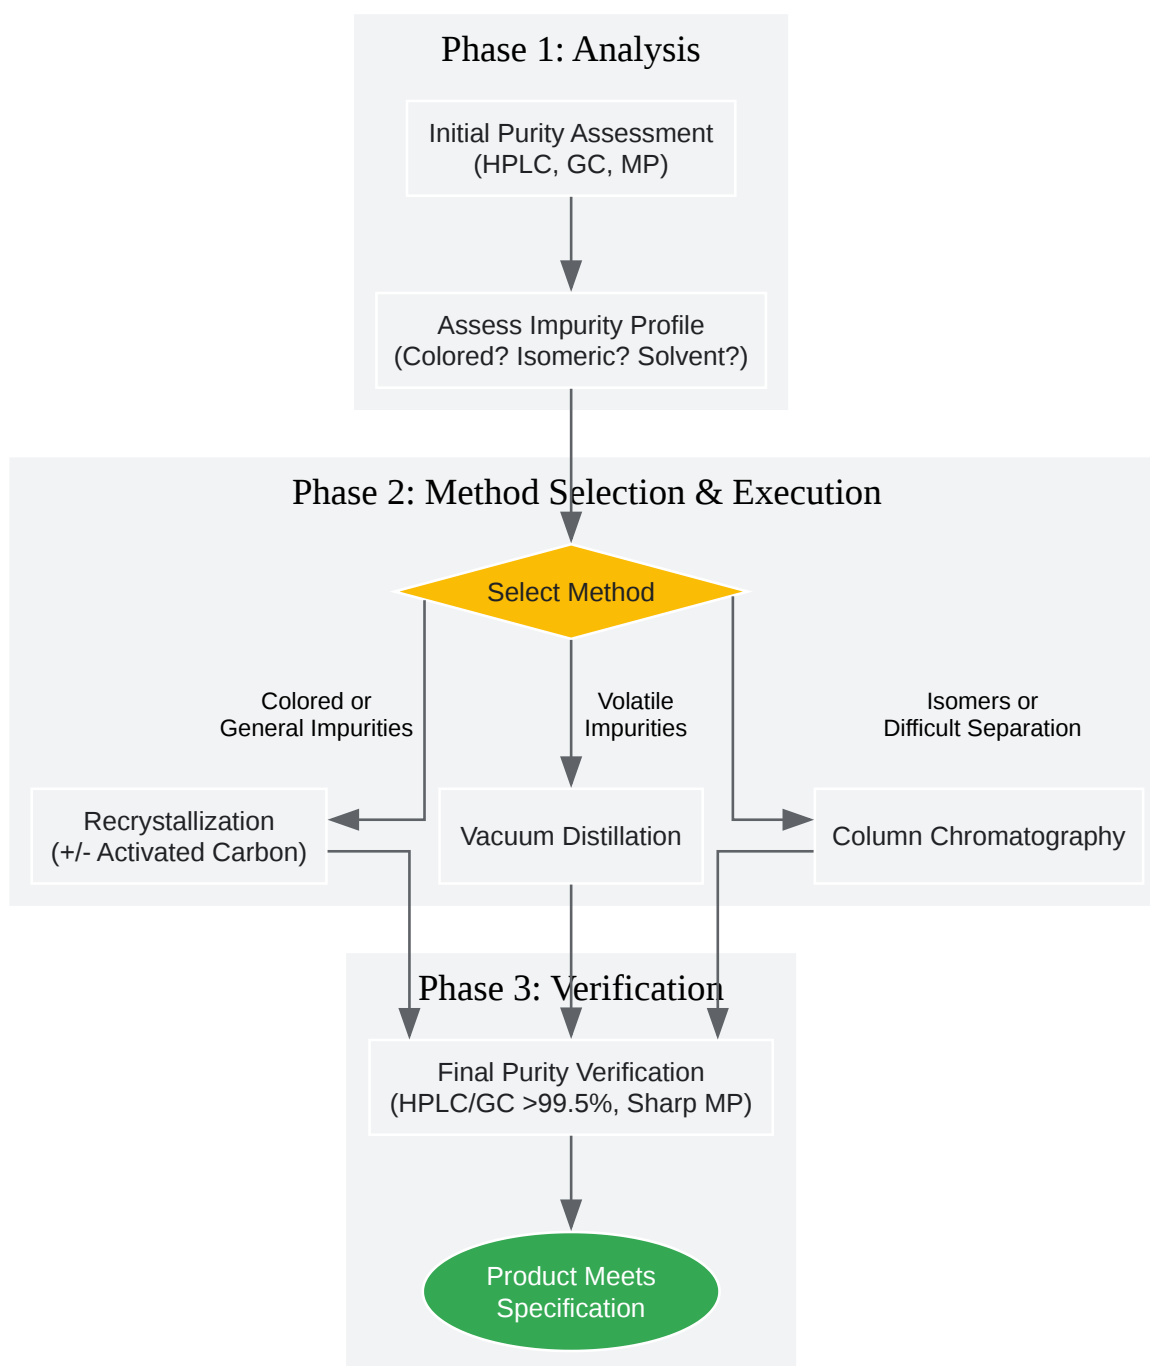 Phase 1: Analysis
Initial Purity Assessment
(HPLC, GC, MP)
Assess Impurity Profile
(Colored? Isomeric? Solvent?)
Phase 2: Method Selection & Execution
Select Method
Colored or
General Impurities
Volatile
Impurities
Isomers or
Difficult Separation
Recrystallization
(+/- Activated Carbon)
Vacuum Distillation
Column Chromatography
Phase 3: Verification
Final Purity Verification
(HPLC/GC >99.5%, Sharp MP)
Product Meets
Specification